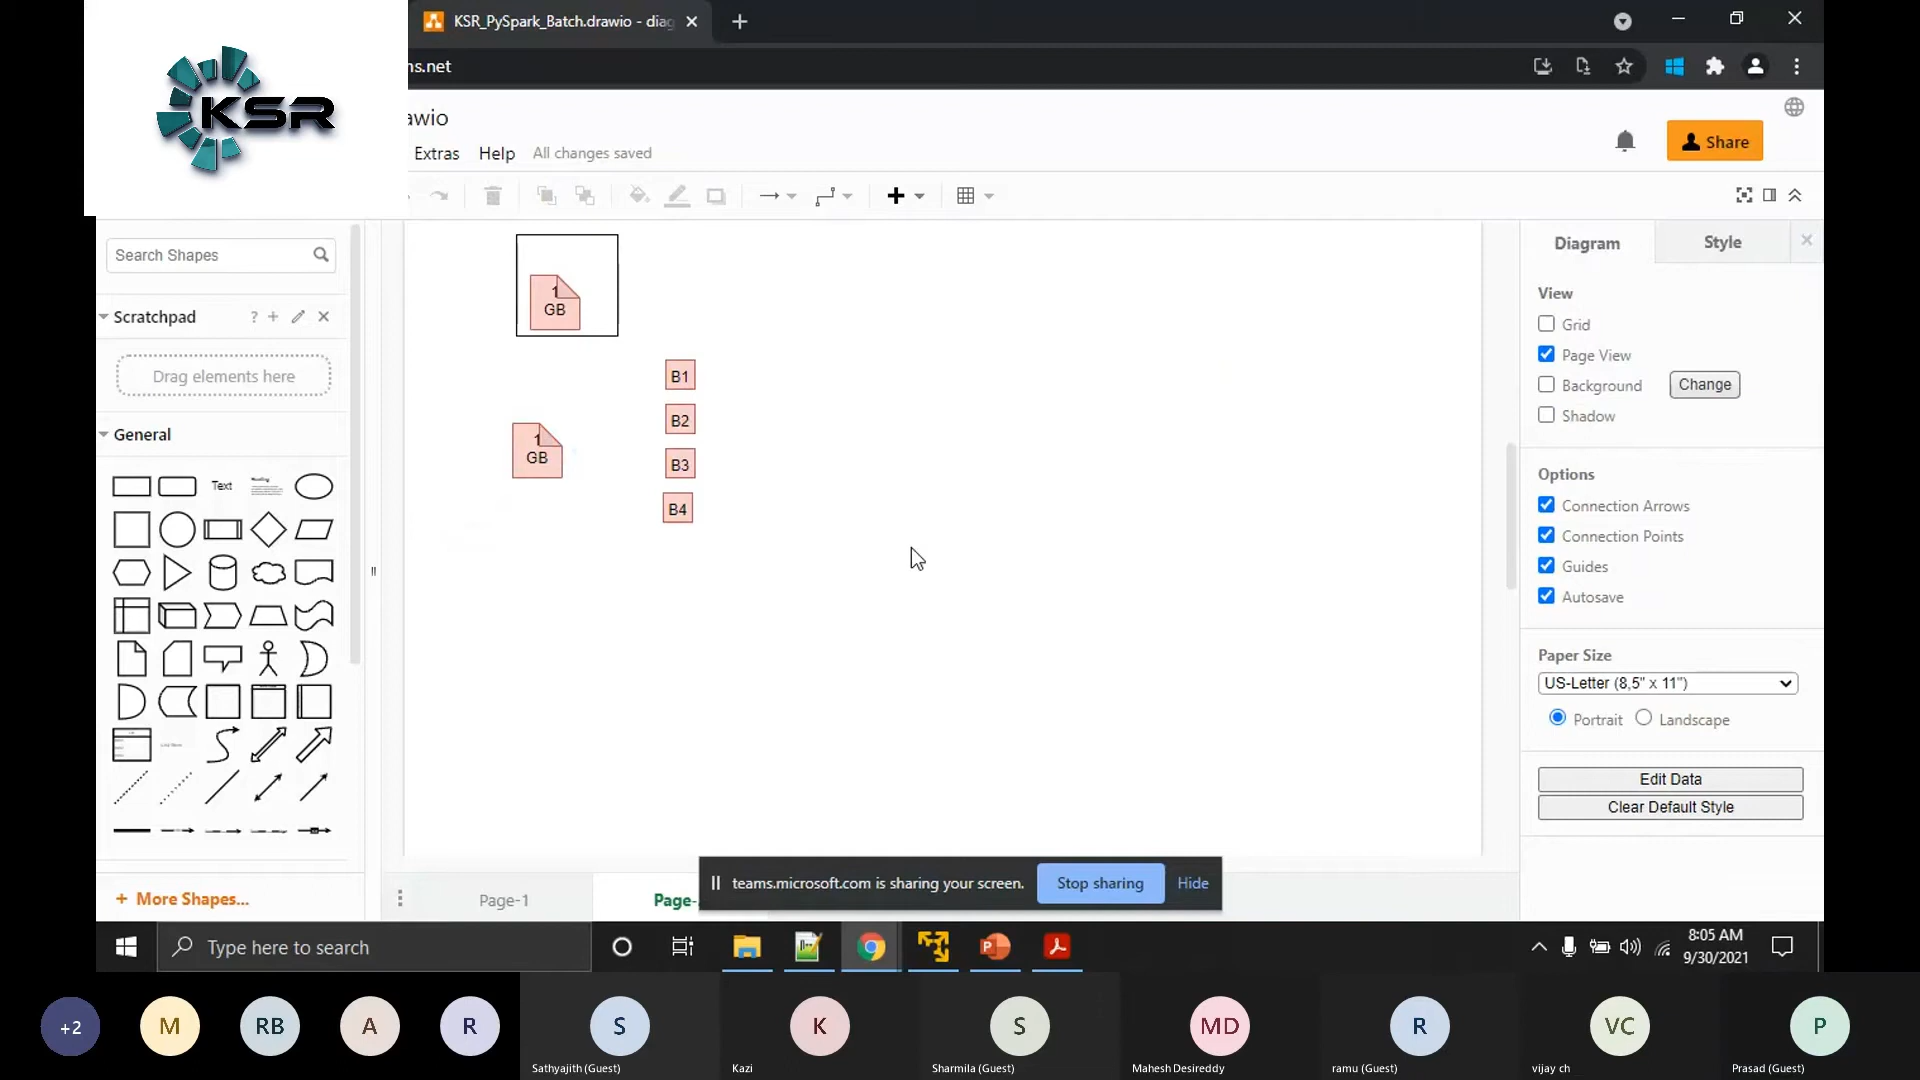 KSR_PySpark_Batch.drawio - diag
ns.net
KSR
awio
Extras Help All changes saved
Share
Search Shapes
Scratchpad
?
Drag elements here
General
Text
Heading
1
GB
1
GB
B1
B2
B3
B4
Diagram
Style
View
Grid
Page View
Background
Change
Shadow
Options
Connection Arrows
Connection Points
Guides
Autosave
Paper Size
US-Letter (8,5" x 11")
Portrait
Landscape
Edit Data
Clear Default Style
+ More Shapes...
Page-1
Page-
teams.microsoft.com is sharing your screen.
Stop sharing
Hide
Type here to search
8:05 AM
9/30/2021
+2
M
RB
A
R
S
K
S
MD
R
VC
P
Sathyajith (Guest)
Kazi
Sharmila (Guest)
Mahesh Desireddy
ramu (Guest)
vijay ch
Prasad (Guest)